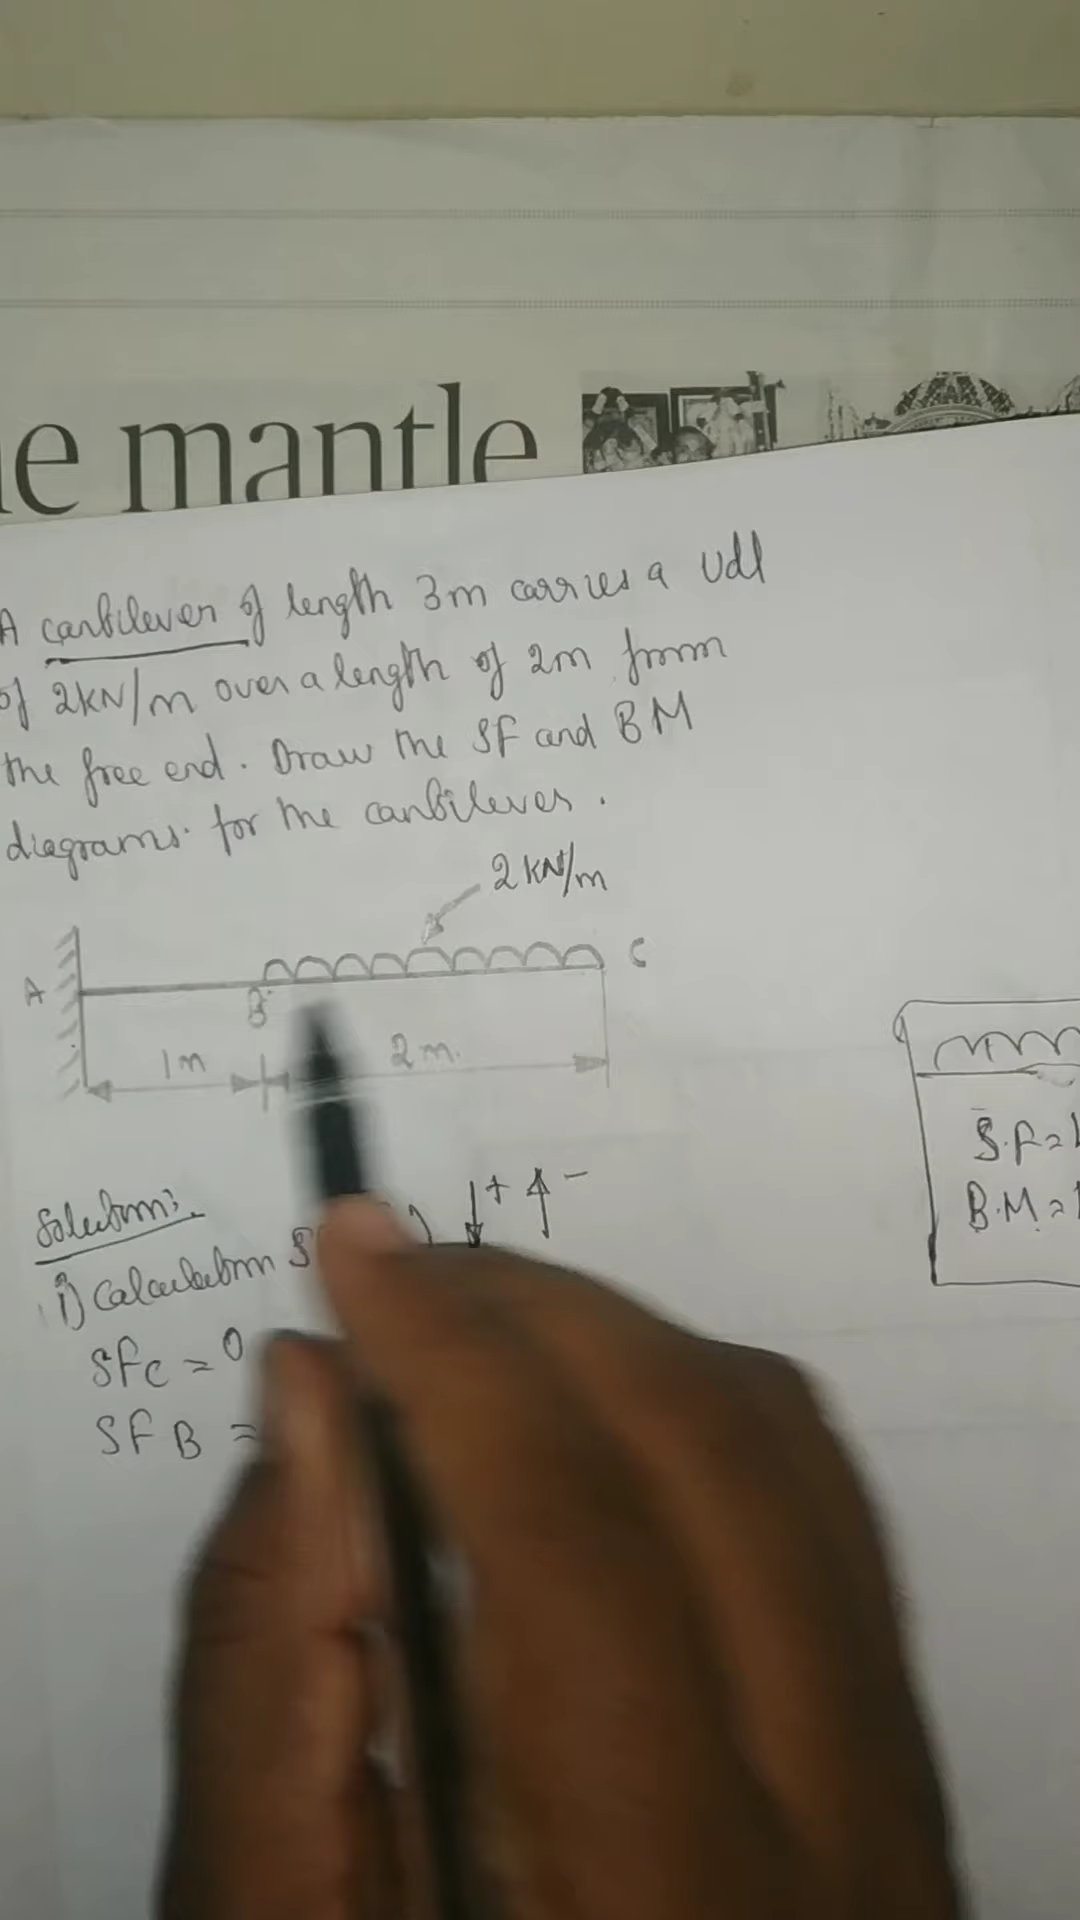 e mantle
A cantilever of length 3m carries a Udl
of 2kN/m over a length of 2m from
the free end. Draw the SF and BM
diagrams. for the cantilever.
2kN/m
A
B
C
1m
2m.
Solution:
+ -
i) Calculation
SFC = 0
SF B =
S.F =
B.M =